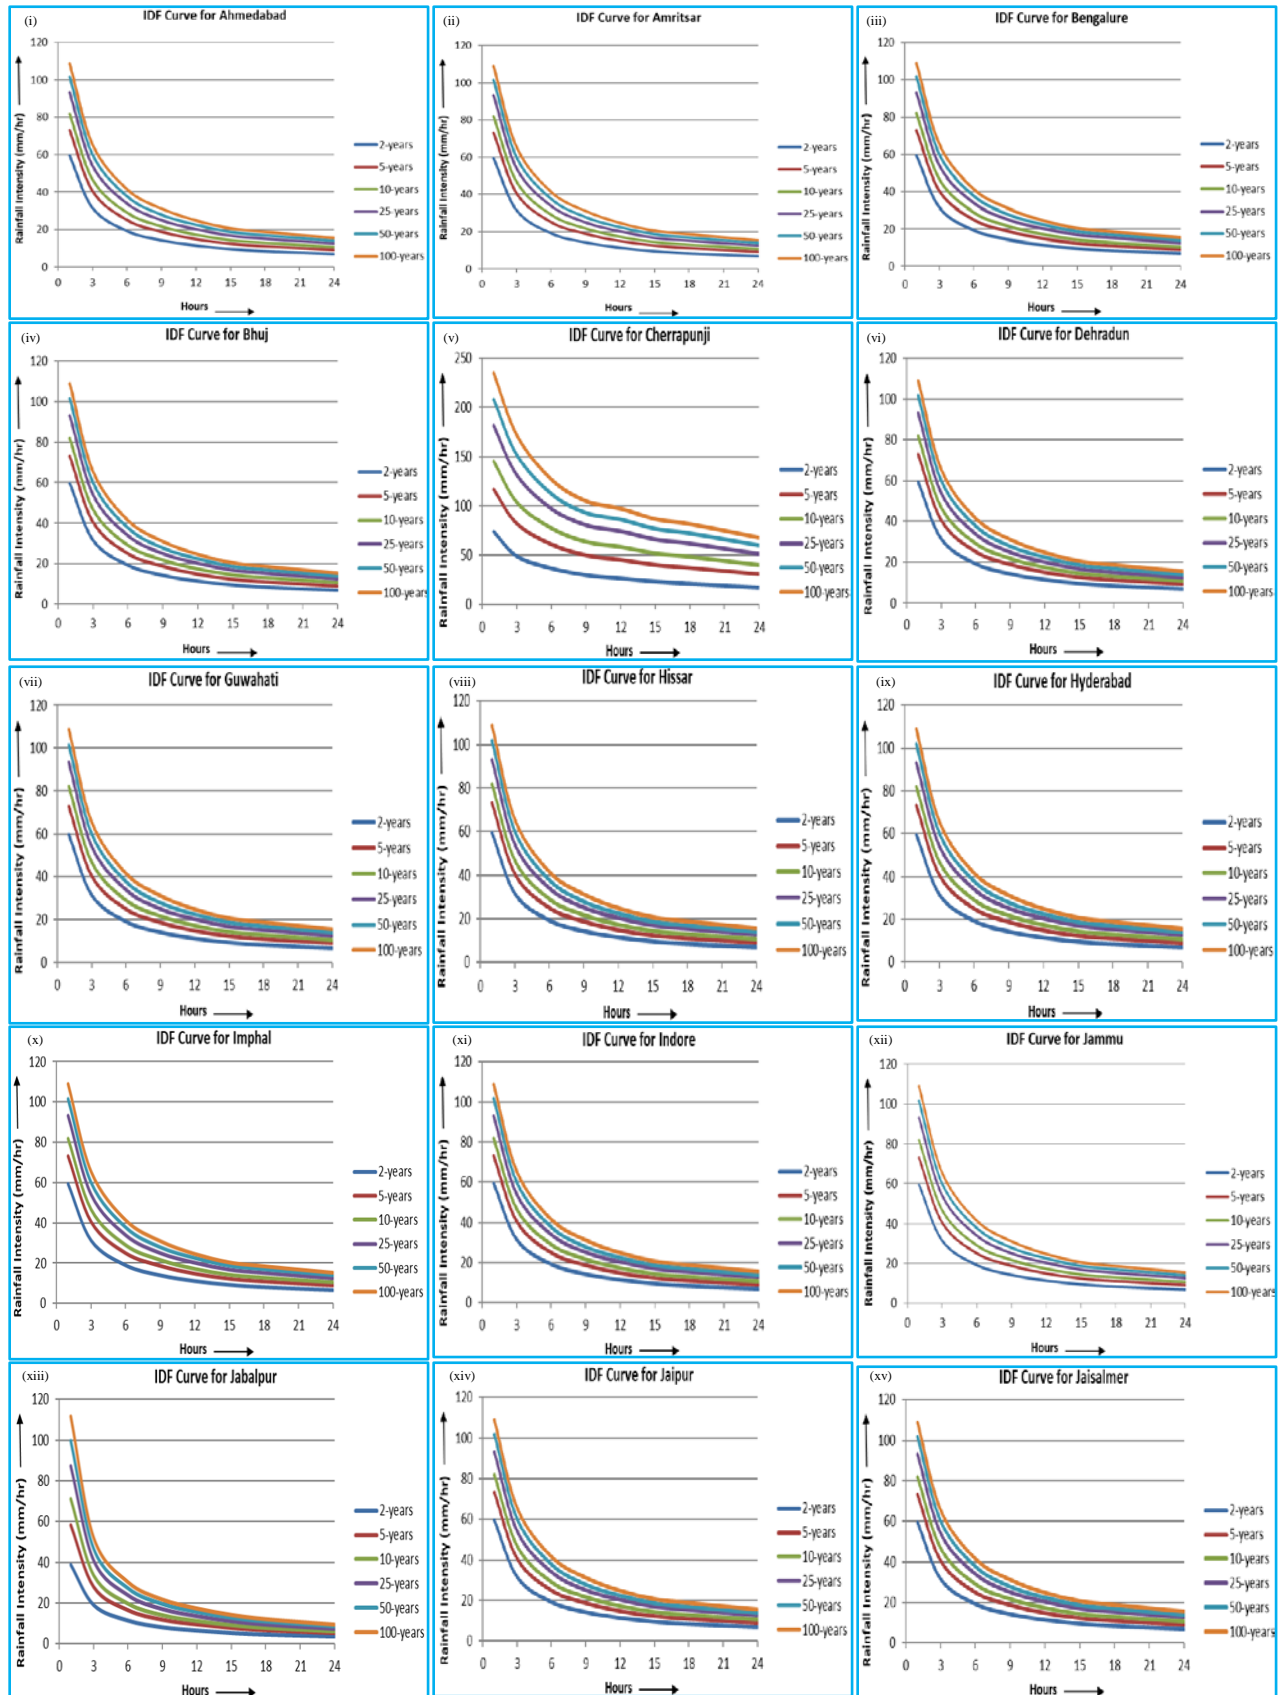 (i)
IDF Curve for Ahmedabad
Rainfall Intensity (mm/hr)
120
100
80
60
40
20
0
2-years
5-years
10-years
25-years
50-years
100-years
0 3 6 9 12 15 18 21 24
Hours
(ii)
IDF Curve for Amritsar
Rainfall Intensity (mm/hr)
120
100
80
60
40
20
0
2-years
5-years
10-years
25-years
50-years
100-years
0 3 6 9 12 15 18 21 24
Hours
(iii)
IDF Curve for Bengalure
Rainfall Intensity (mm/hr)
120
100
80
60
40
20
0
2-years
5-years
10-years
25-years
50-years
100-years
0 3 6 9 12 15 18 21 24
Hours
(iv)
IDF Curve for Bhuj
Rainfall Intensity (mm/hr)
120
100
80
60
40
20
0
2-years
5-years
10-years
25-years
50-years
100-years
0 3 6 9 12 15 18 21 24
Hours
(v)
IDF Curve for Cherrapunji
Rainfall Intensity (mm/hr)
250
200
150
100
50
0
2-years
5-years
10-years
25-years
50-years
100-years
0 3 6 9 12 15 18 21 24
Hours
(vi)
IDF Curve for Dehradun
Rainfall Intensity (mm/hr)
120
100
80
60
40
20
0
2-years
5-years
10-years
25-years
50-years
100-years
0 3 6 9 12 15 18 21 24
Hours
(vii)
IDF Curve for Guwahati
Rainfall Intensity (mm/hr)
120
100
80
60
40
20
0
2-years
5-years
10-years
25-years
50-years
100-years
0 3 6 9 12 15 18 21 24
Hours
(viii)
IDF Curve for Hissar
Rainfall Intensity (mm/hr)
120
100
80
60
40
20
0
2-years
5-years
10-years
25-years
50-years
100-years
0 3 6 9 12 15 18 21 24
Hours
(ix)
IDF Curve for Hyderabad
Rainfall Intensity (mm/hr)
120
100
80
60
40
20
0
2-years
5-years
10-years
25-years
50-years
100-years
0 3 6 9 12 15 18 21 24
Hours
(x)
IDF Curve for Imphal
Rainfall Intensity (mm/hr)
120
100
80
60
40
20
0
2-years
5-years
10-years
25-years
50-years
100-years
0 3 6 9 12 15 18 21 24
Hours
(xi)
IDF Curve for Indore
Rainfall Intensity (mm/hr)
120
100
80
60
40
20
0
2-years
5-years
10-years
25-years
50-years
100-years
0 3 6 9 12 15 18 21 24
Hours
(xii)
IDF Curve for Jammu
Rainfall Intensity (mm/hr)
120
100
80
60
40
20
0
2-years
5-years
10-years
25-years
50-years
100-years
0 3 6 9 12 15 18 21 24
Hours
(xiii)
IDF Curve for Jabalpur
Rainfall Intensity (mm/hr)
120
100
80
60
40
20
0
2-years
5-years
10-years
25-years
50-years
100-years
0 3 6 9 12 15 18 21 24
Hours
(xiv)
IDF Curve for Jaipur
Rainfall Intensity (mm/hr)
120
100
80
60
40
20
0
2-years
5-years
10-years
25-years
50-years
100-years
0 3 6 9 12 15 18 21 24
Hours
(xv)
IDF Curve for Jaisalmer
Rainfall Intensity (mm/hr)
120
100
80
60
40
20
0
2-years
5-years
10-years
25-years
50-years
100-years
0 3 6 9 12 15 18 21 24
Hours